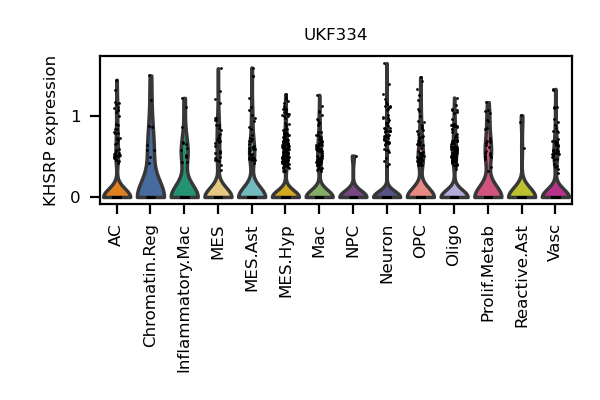 UKF334
KHSRP expression
1
0
AC
Chromatin.Reg
Inflammatory.Mac
MES
MES.Ast
MES.Hyp
Mac
NPC
Neuron
OPC
Oligo
Prolif.Metab
Reactive.Ast
Vasc